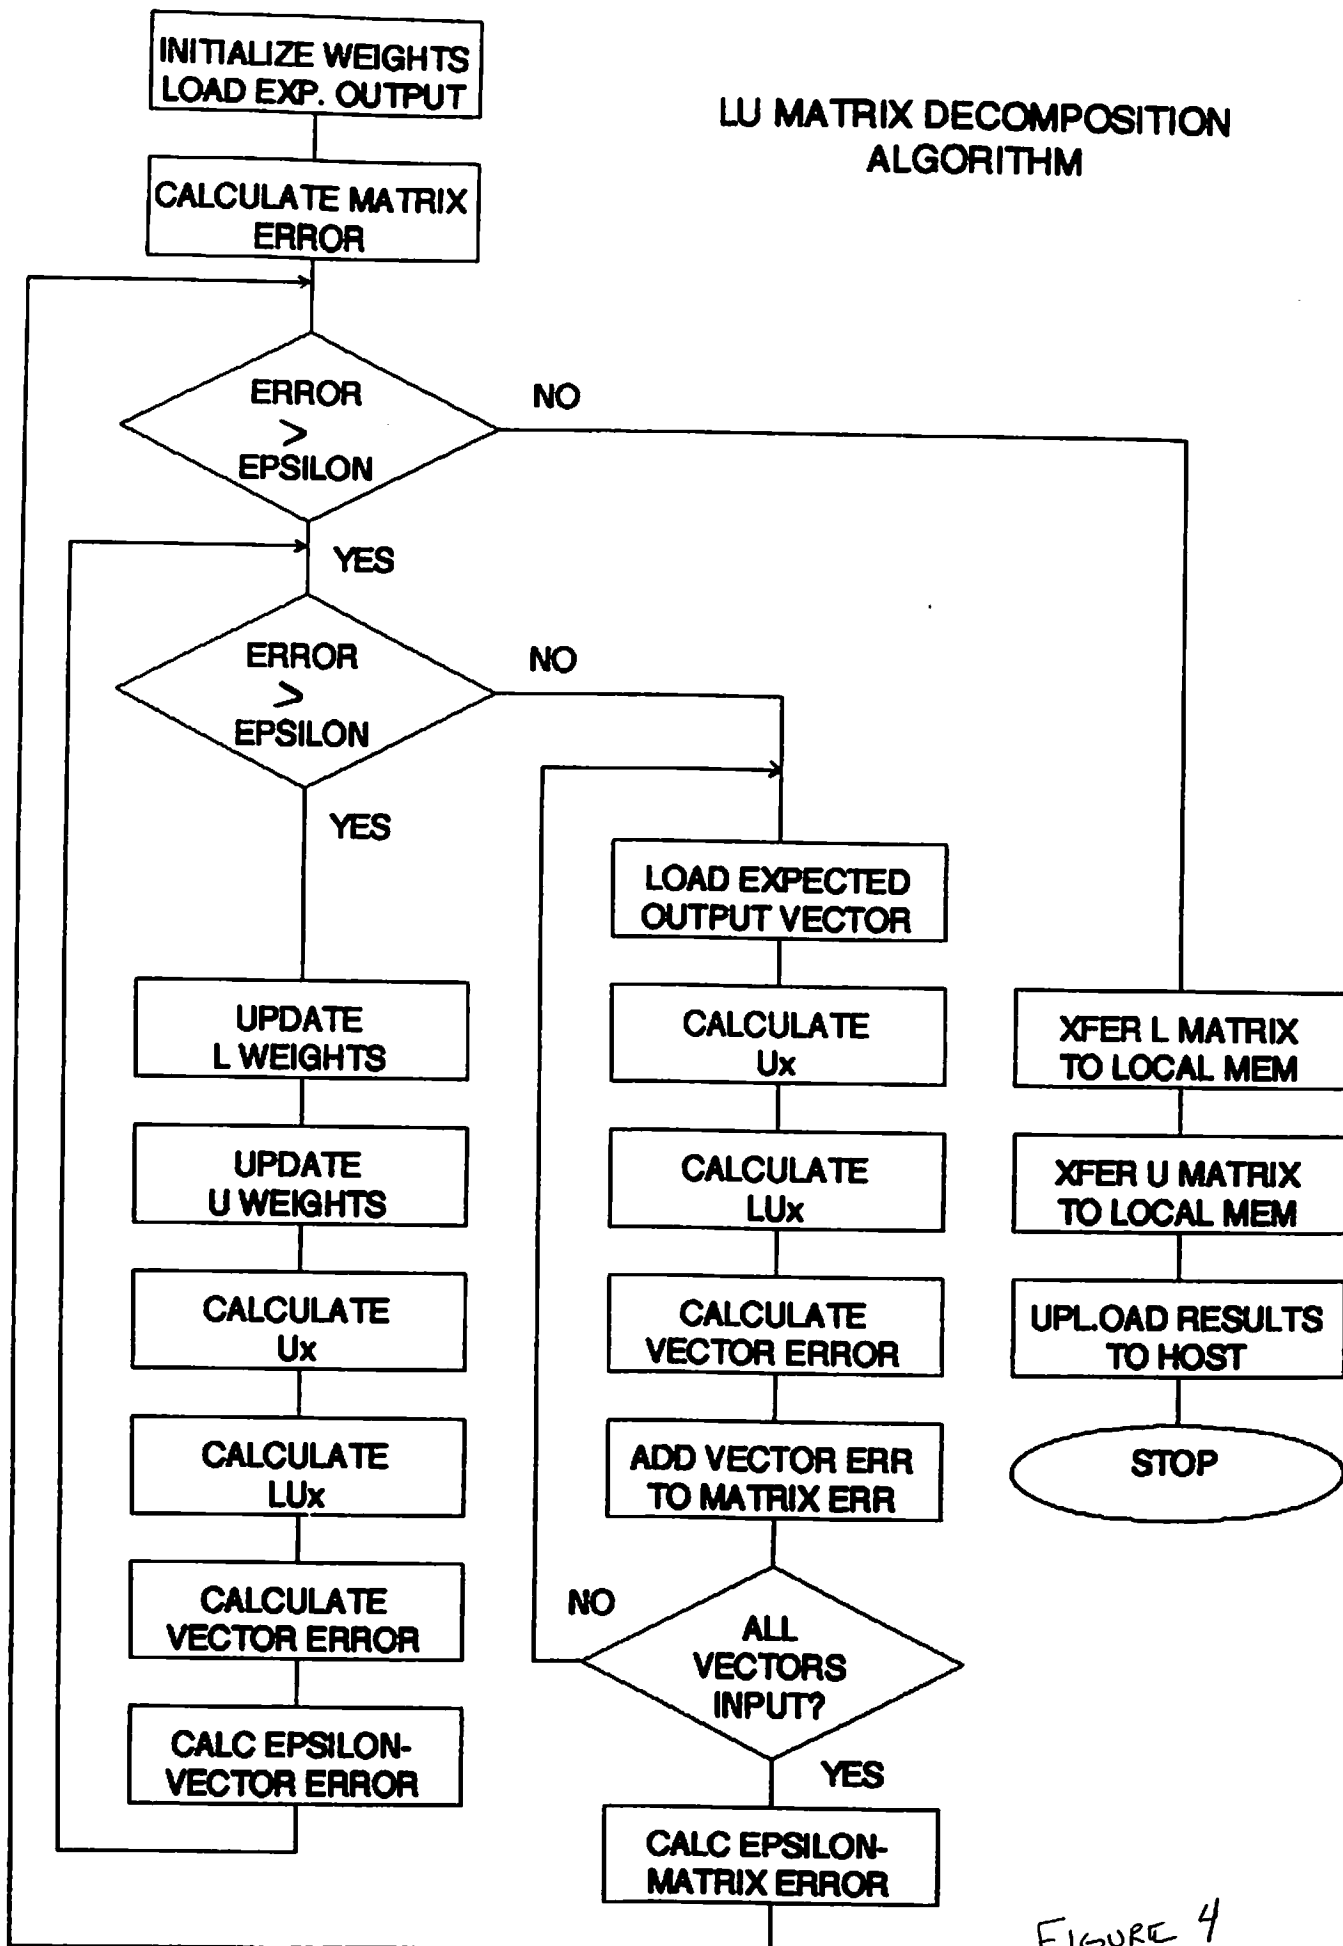 INITIALIZE WEIGHTS
LOAD EXP. OUTPUT
LU MATRIX DECOMPOSITION
ALGORITHM
CALCULATE MATRIX
ERROR
ERROR
>
EPSILON
NO
YES
ERROR
>
EPSILON
NO
YES
UPDATE
L WEIGHTS
UPDATE
U WEIGHTS
CALCULATE
Ux
CALCULATE
LUx
CALCULATE
VECTOR ERROR
CALC EPSILON-
VECTOR ERROR
LOAD EXPECTED
OUTPUT VECTOR
CALCULATE
Ux
CALCULATE
LUx
CALCULATE
VECTOR ERROR
ADD VECTOR ERR
TO MATRIX ERR
NO
ALL
VECTORS
INPUT?
YES
CALC EPSILON-
MATRIX ERROR
XFER L MATRIX
TO LOCAL MEM
XFER U MATRIX
TO LOCAL MEM
UPLOAD RESULTS
TO HOST
STOP
FIGURE 4